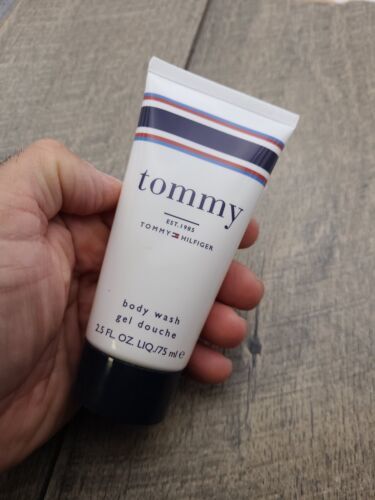 tommy
EST. 1985
TOMMY HILFIGER
body wash
gel douche
2.5 FL. OZ. LIQ./75 ml ℮